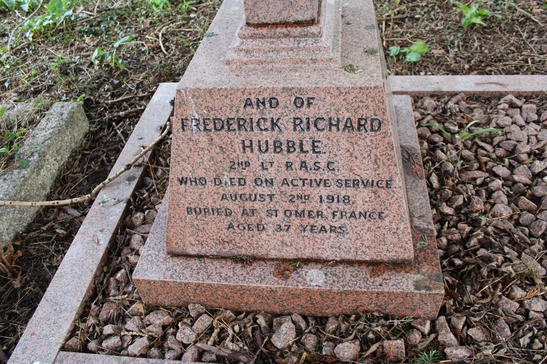 AND OF
FREDERICK RICHARD
HUBBLE.
2ND LT R.A.S.C.
WHO DIED ON ACTIVE SERVICE
AUGUST 2ND 1918.
BURIED AT ST OMER, FRANCE
AGED 37 YEARS.